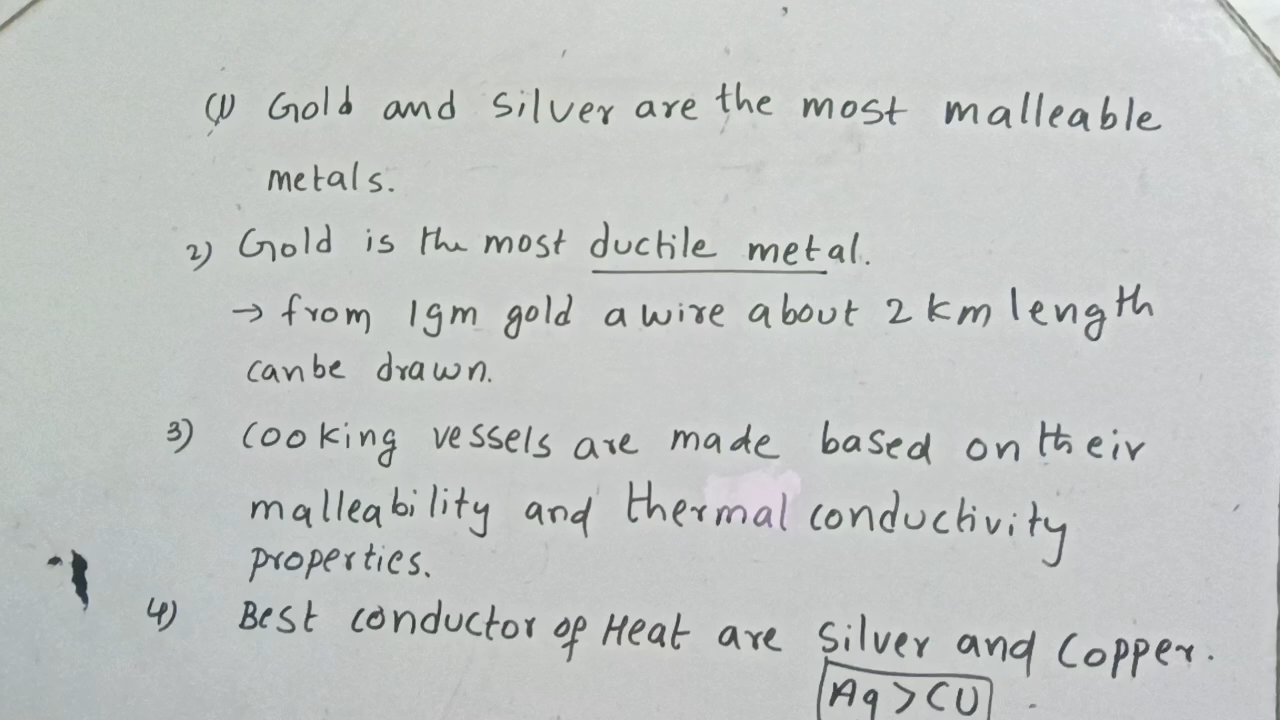 (1) Gold and silver are the most malleable
metals.
2) Gold is the most ductile metal.
→ from 1gm gold a wire about 2 km length
can be drawn.
3) Cooking vessels are made based on their
malleability and thermal conductivity
properties.
4) Best conductor of Heat are Silver and Copper.
Ag > CU